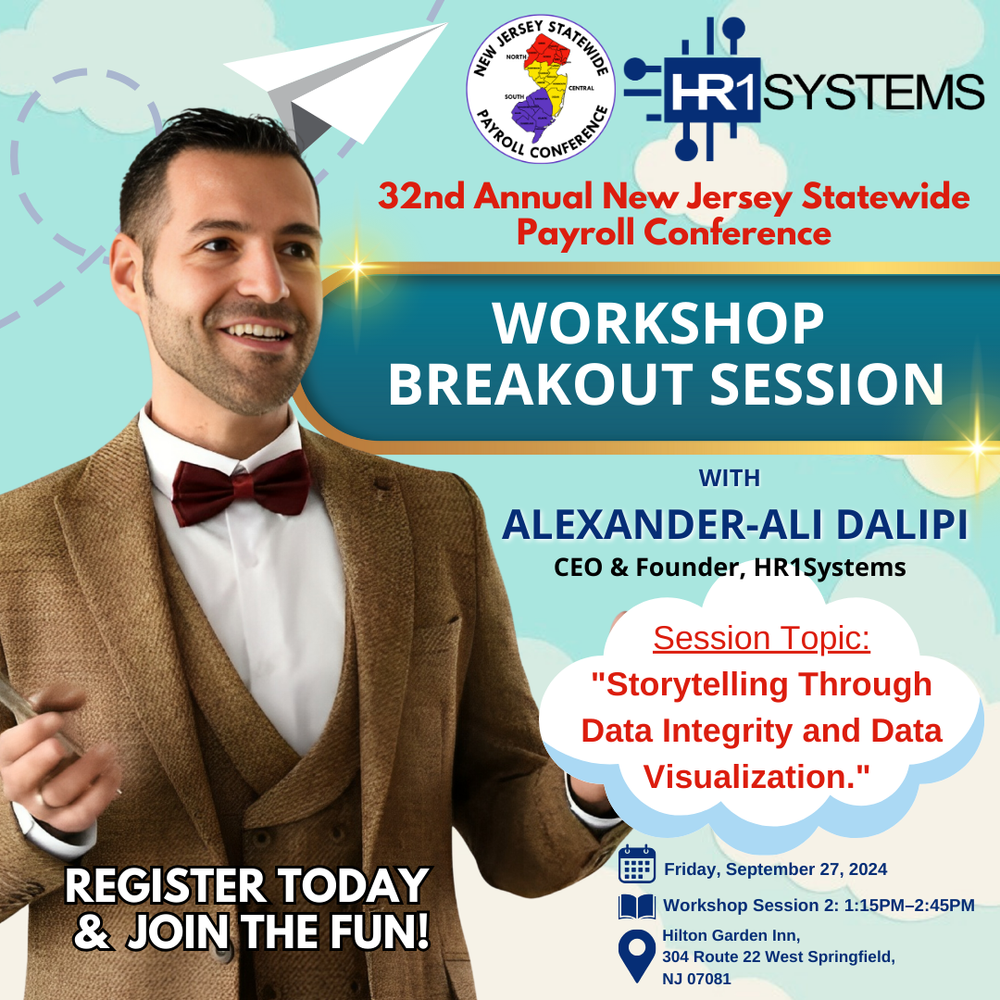 NEW JERSEY STATEWIDE
NORTH
SOUTH
CENTRAL
PAYROLL CONFERENCE
HR1SYSTEMS
32nd Annual New Jersey Statewide
Payroll Conference
WORKSHOP
BREAKOUT SESSION
WITH
ALEXANDER-ALI DALIPI
CEO & Founder, HR1Systems
Session Topic:
"Storytelling Through
Data Integrity and Data
Visualization."
REGISTER TODAY
& JOIN THE FUN!
Friday, September 27, 2024
Workshop Session 2: 1:15PM–2:45PM
Hilton Garden Inn,
304 Route 22 West Springfield,
NJ 07081